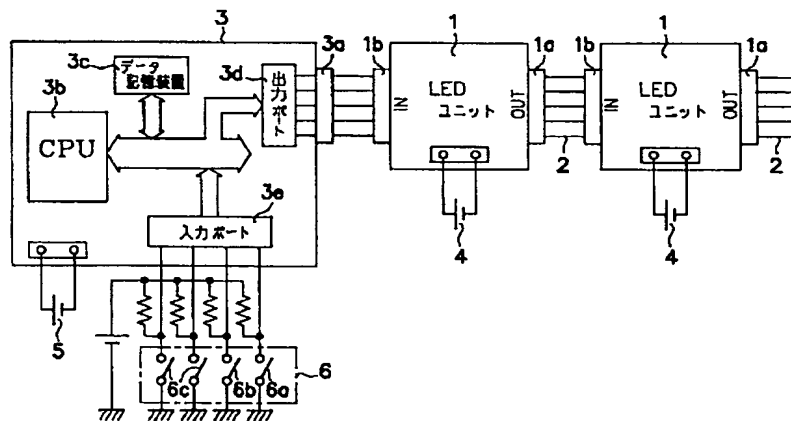 3
3c
データ
記憶装置
3b
CPU
3d
出力ポート
3a
3e
入力ポート
5
6c
6b
6a
6
1b
1
IN
LED
ユニット
OUT
1a
2
4
1b
1
IN
LED
ユニット
OUT
1a
2
4